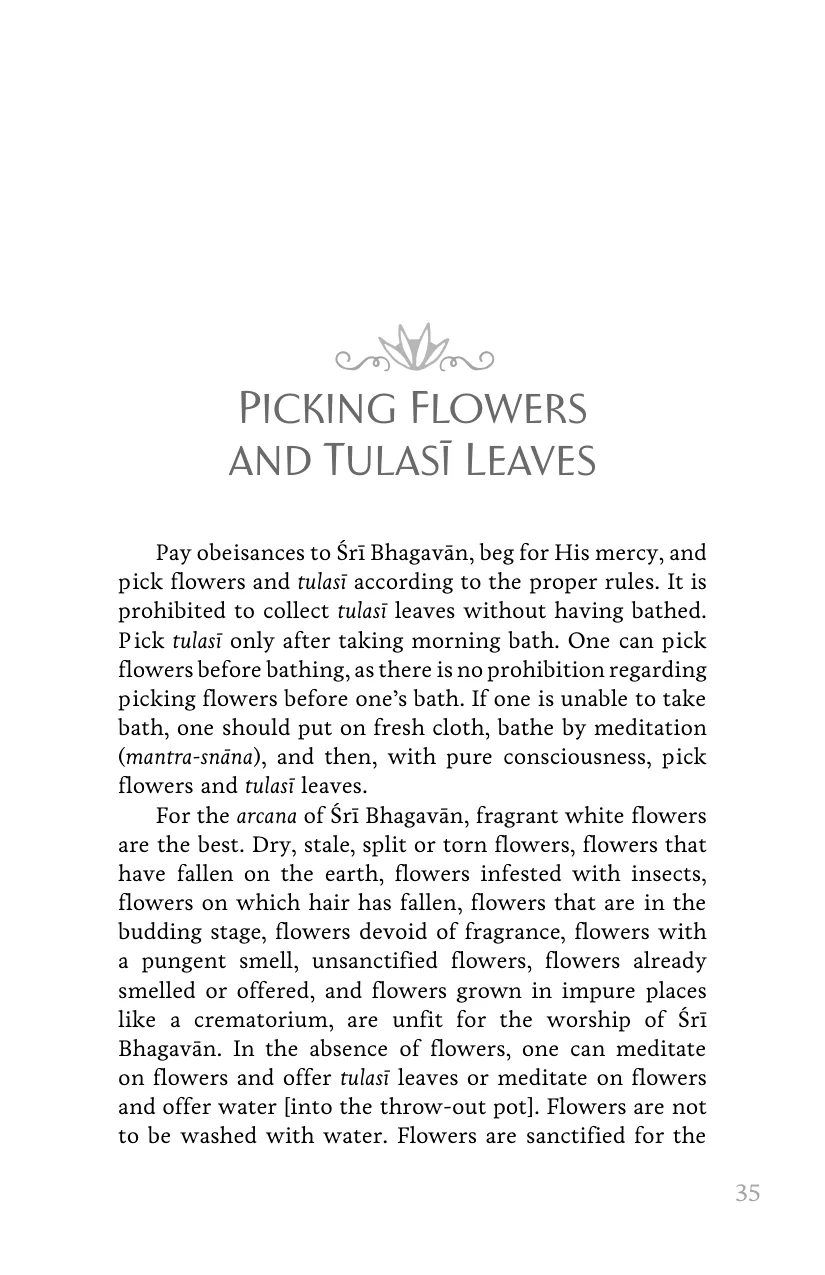 Picking Flowers
and Tulasī Leaves
Pay obeisances to Śrī Bhagavān, beg for His mercy, and
pick flowers and tulasī according to the proper rules. It is
prohibited to collect tulasī leaves without having bathed.
Pick tulasī only after taking morning bath. One can pick
flowers before bathing, as there is no prohibition regarding
picking flowers before one’s bath. If one is unable to take
bath, one should put on fresh cloth, bathe by meditation
(mantra-snāna), and then, with pure consciousness, pick
flowers and tulasī leaves.
For the arcana of Śrī Bhagavān, fragrant white flowers
are the best. Dry, stale, split or torn flowers, flowers that
have fallen on the earth, flowers infested with insects,
flowers on which hair has fallen, flowers that are in the
budding stage, flowers devoid of fragrance, flowers with
a pungent smell, unsanctified flowers, flowers already
smelled or offered, and flowers grown in impure places
like a crematorium, are unfit for the worship of Śrī
Bhagavān. In the absence of flowers, one can meditate
on flowers and offer tulasī leaves or meditate on flowers
and offer water [into the throw-out pot]. Flowers are not
to be washed with water. Flowers are sanctified for the
35